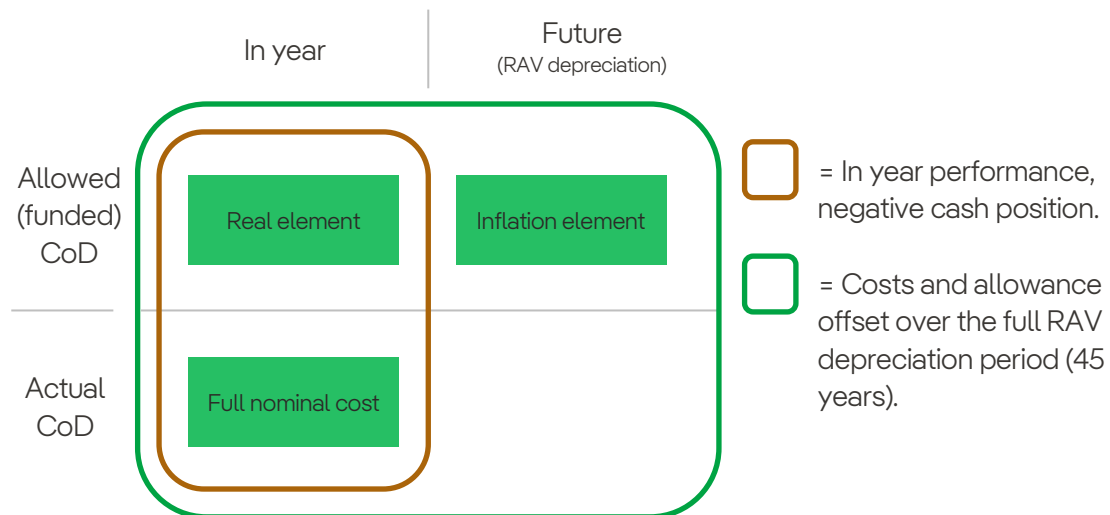 In year
Future
(RAV depreciation)
Allowed
(funded)
CoD
Real element
Inflation element
Actual
CoD
Full nominal cost
= In year performance,
negative cash position.
= Costs and allowance
offset over the full RAV
depreciation period (45
years).